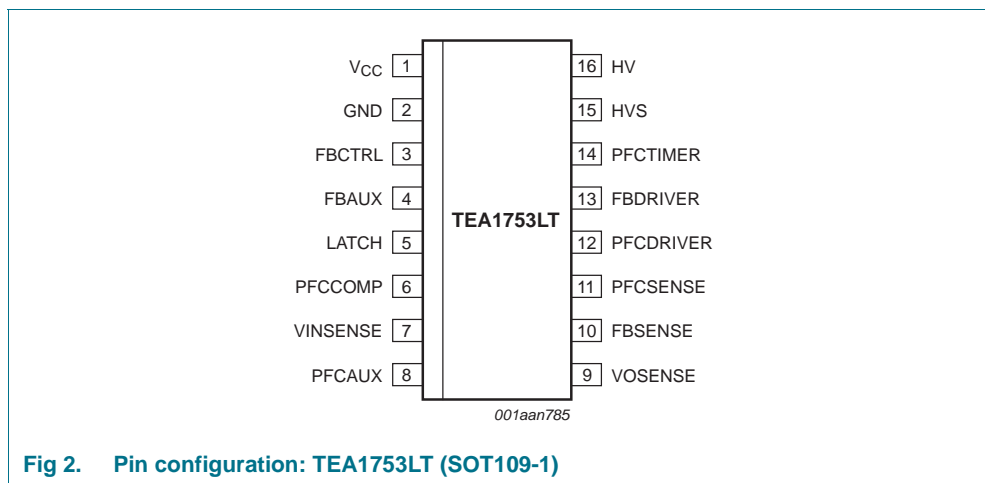 VCC 1 16 HV
GND 2 15 HVS
FBCTRL 3 14 PFCTIMER
FBAUX 4 13 FBDRIVER
TEA1753LT
LATCH 5 12 PFCDRIVER
PFCCOMP 6 11 PFCSENSE
VINSENSE 7 10 FBSENSE
PFCAUX 8 9 VOSENSE
001aan785
Fig 2. Pin configuration: TEA1753LT (SOT109-1)